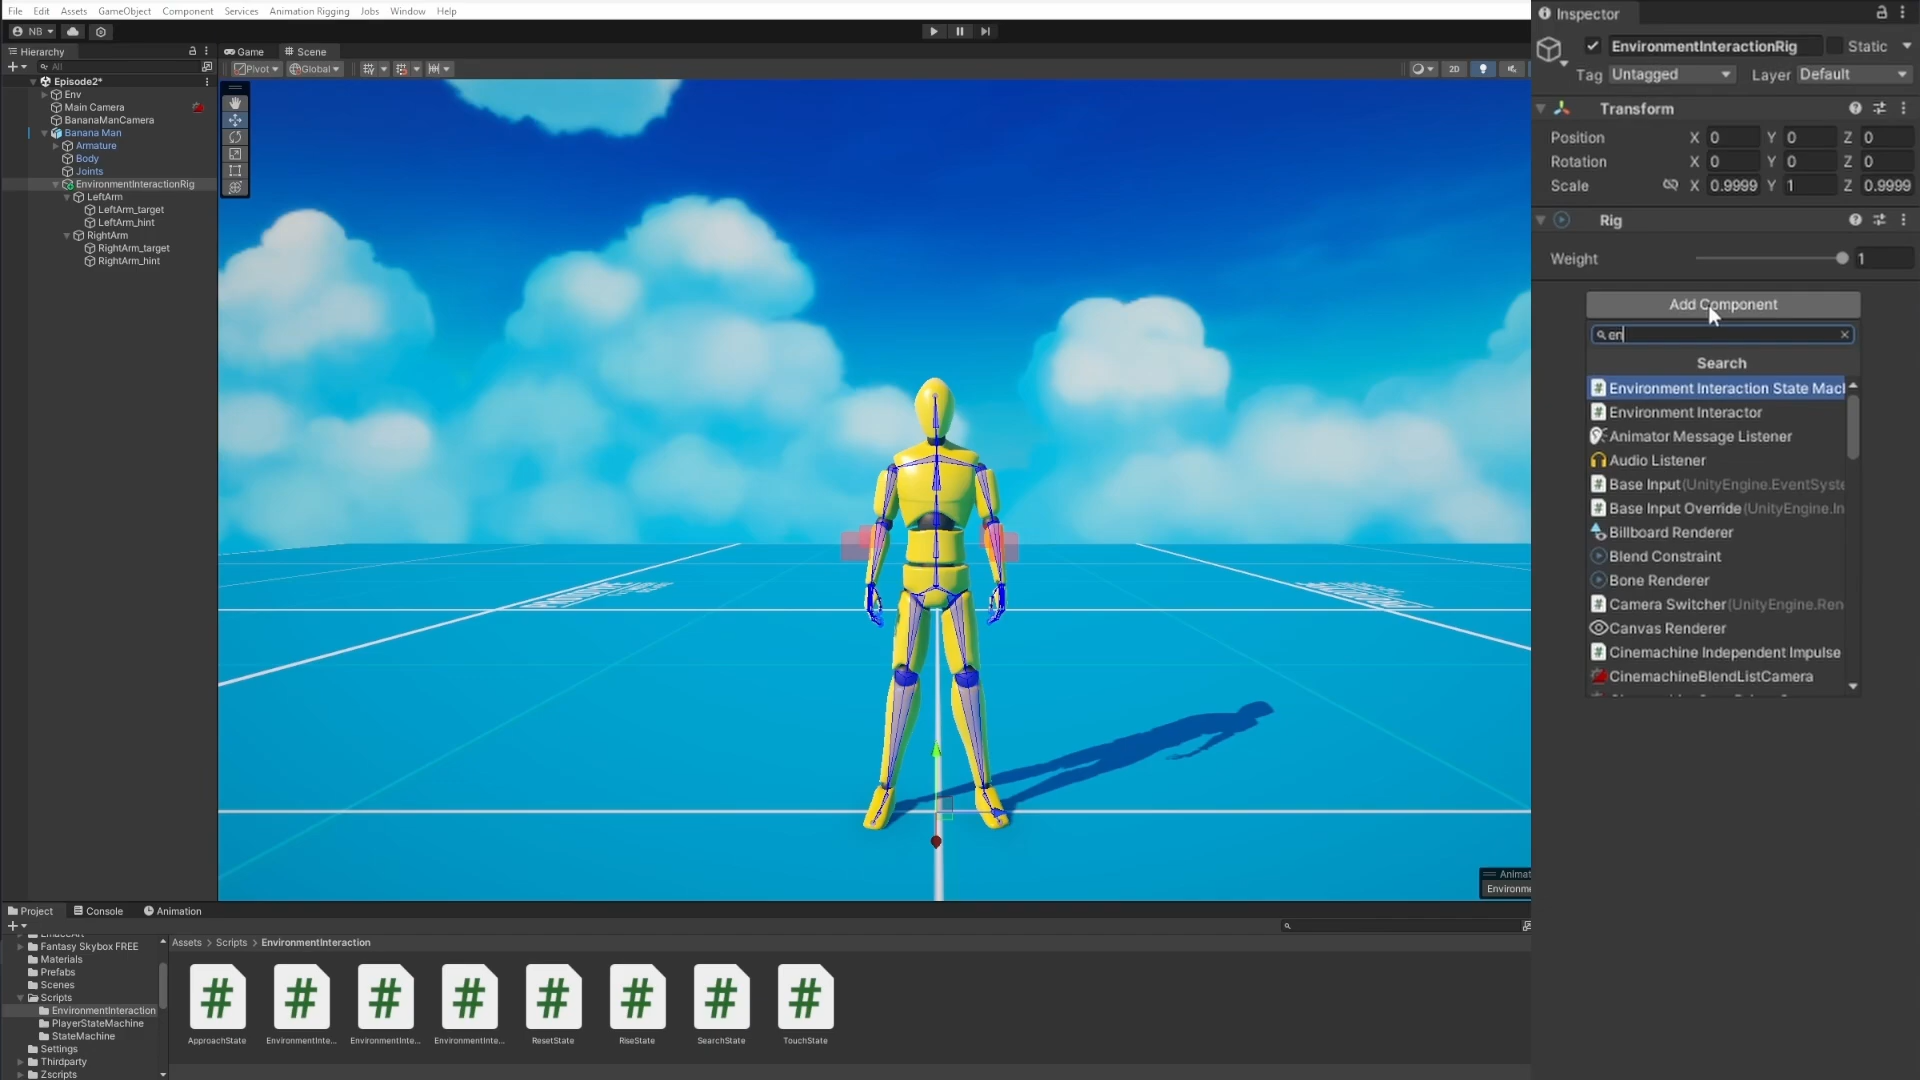 File Edit Assets GameObject Component Services Animation Rigging Jobs Window Help
NB
Hierarchy
All
Episode2*
Env
Main Camera
BananaManCamera
Banana Man
Armature
Body
Joints
EnvironmentInteractionRig
LeftArm
LeftArm_target
LeftArm_hint
RightArm
RightArm_target
RightArm_hint
Game Scene
Pivot Global
2D
Animat
Environme
Inspector
EnvironmentInteractionRig Static
Tag Untagged Layer Default
Transform
Position X 0 Y 0 Z 0
Rotation X 0 Y 0 Z 0
Scale X 0.9999 Y 1 Z 0.9999
Rig
Weight 1
Add Component
en
Search
Environment Interaction State Mach
Environment Interactor
Animator Message Listener
Audio Listener
Base Input (UnityEngine.EventSyste
Base Input Override (UnityEngine.In
Billboard Renderer
Blend Constraint
Bone Renderer
Camera Switcher (UnityEngine.Ren
Canvas Renderer
Cinemachine Independent Impulse
CinemachineBlendListCamera
Project Console Animation
Fantasy Skybox FREE
Materials
Prefabs
Scenes
Scripts
EnvironmentInteraction
PlayerStateMachine
StateMachine
Settings
Thirdparty
Zscripts
Assets > Scripts > EnvironmentInteraction
ApproachState EnvironmentInte... EnvironmentInte... EnvironmentInte... ResetState RiseState SearchState TouchState